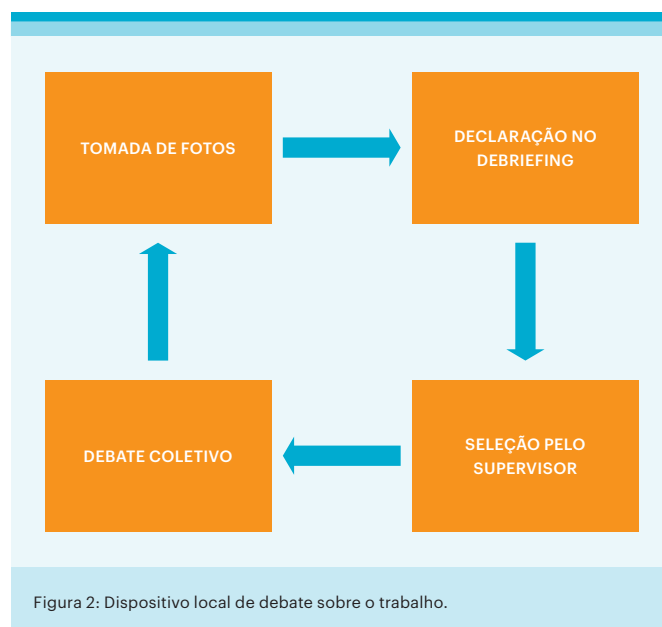 TOMADA DE FOTOS
DECLARAÇÃO NO
DEBRIEFING
DEBATE COLETIVO
SELEÇÃO PELO
SUPERVISOR
Figura 2: Dispositivo local de debate sobre o trabalho.